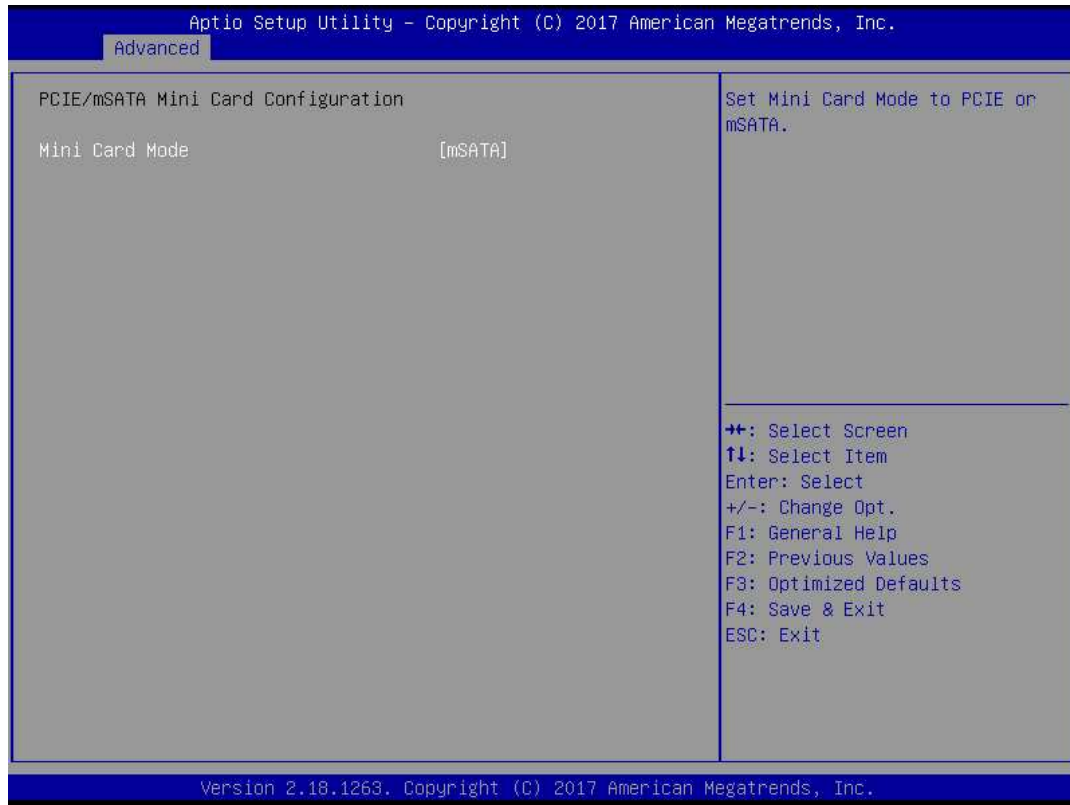 Aptio Setup Utility – Copyright (C) 2017 American Megatrends, Inc.
Advanced
PCIE/mSATA Mini Card Configuration
Mini Card Mode [mSATA]
Set Mini Card Mode to PCIE or
mSATA.
→←: Select Screen
↑↓: Select Item
Enter: Select
+/-: Change Opt.
F1: General Help
F2: Previous Values
F3: Optimized Defaults
F4: Save & Exit
ESC: Exit
Version 2.18.1263. Copyright (C) 2017 American Megatrends, Inc.